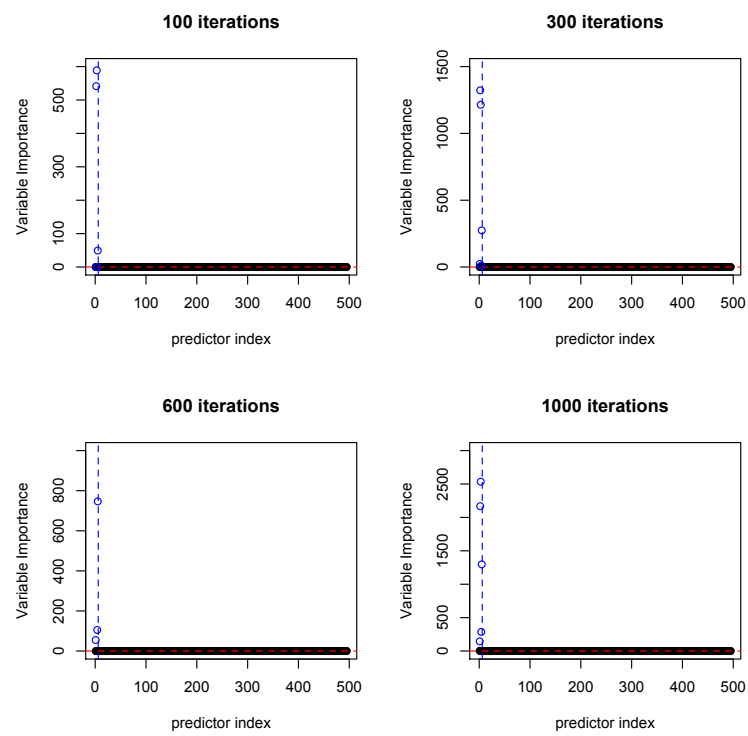 100 iterations
Variable Importance
500
300
100
0
0 100 200 300 400 500
predictor index
300 iterations
Variable Importance
1500
1000
500
0
0 100 200 300 400 500
predictor index
600 iterations
Variable Importance
800
600
400
200
0
0 100 200 300 400 500
predictor index
1000 iterations
Variable Importance
2500
1500
500
0
0 100 200 300 400 500
predictor index